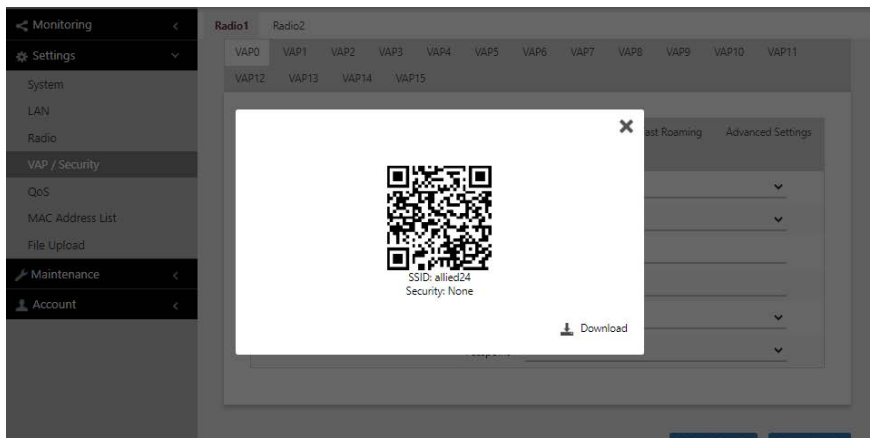 Monitoring
Settings
System
LAN
Radio
VAP / Security
QoS
MAC Address List
File Upload
Maintenance
Account
Radio1 Radio2
VAP0 VAP1 VAP2 VAP3 VAP4 VAP5 VAP6 VAP7 VAP8 VAP9 VAP10 VAP11
VAP12 VAP13 VAP14 VAP15
Roaming Advanced Settings
SSID: allied24
Security: None
Download